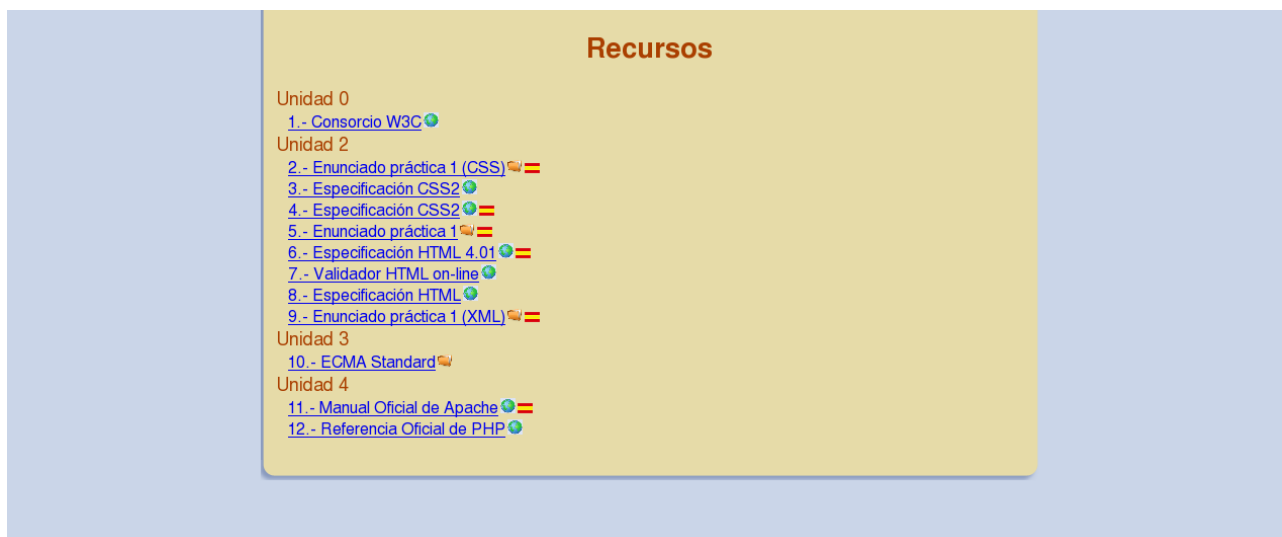 Recursos
Unidad 0
1.- Consorcio W3C
Unidad 2
2.- Enunciado práctica 1 (CSS)
3.- Especificación CSS2
4.- Especificación CSS2
5.- Enunciado práctica 1
6.- Especificación HTML 4.01
7.- Validador HTML on-line
8.- Especificación HTML
9.- Enunciado práctica 1 (XML)
Unidad 3
10.- ECMA Standard
Unidad 4
11.- Manual Oficial de Apache
12.- Referencia Oficial de PHP